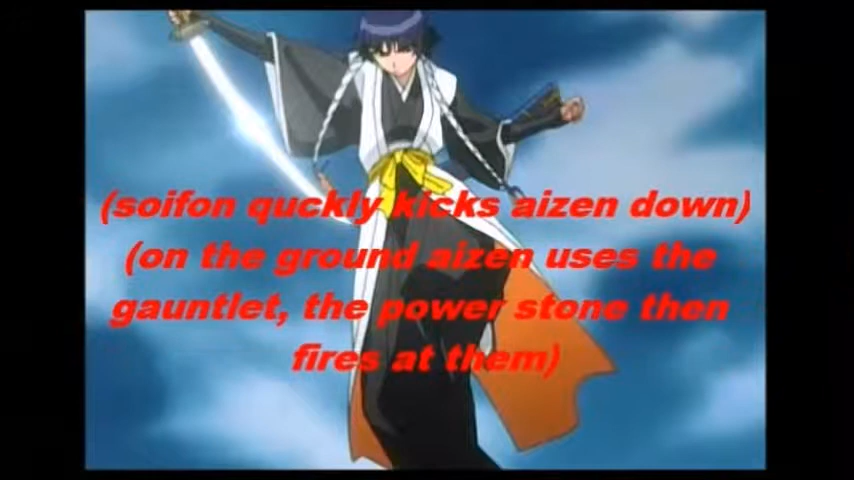 (soifon quckly kicks aizen down)
(on the ground aizen uses the
gauntlet, the power stone then
fires at them)